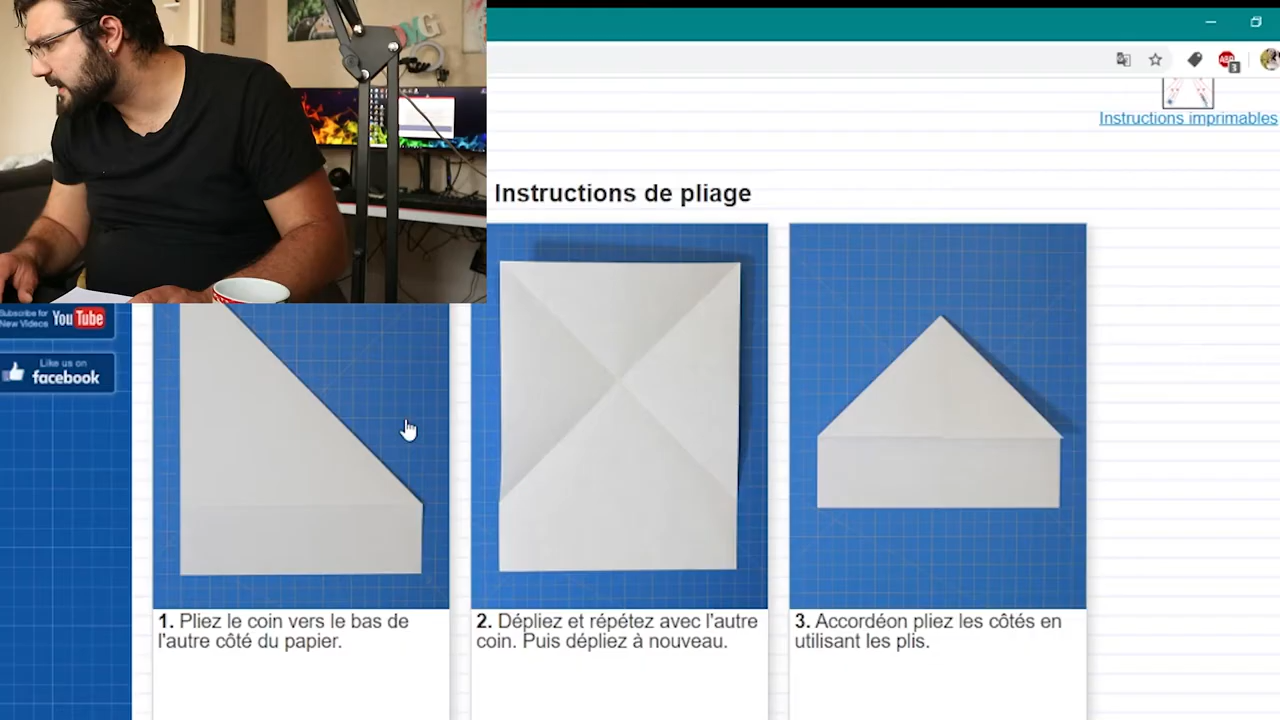 Instructions imprimables
Instructions de pliage
Subscribe for
New Videos
YouTube
Like us on
facebook
1. Pliez le coin vers le bas de
l'autre côté du papier.
2. Dépliez et répétez avec l'autre
coin. Puis dépliez à nouveau.
3. Accordéon pliez les côtés en
utilisant les plis.
ABP
3